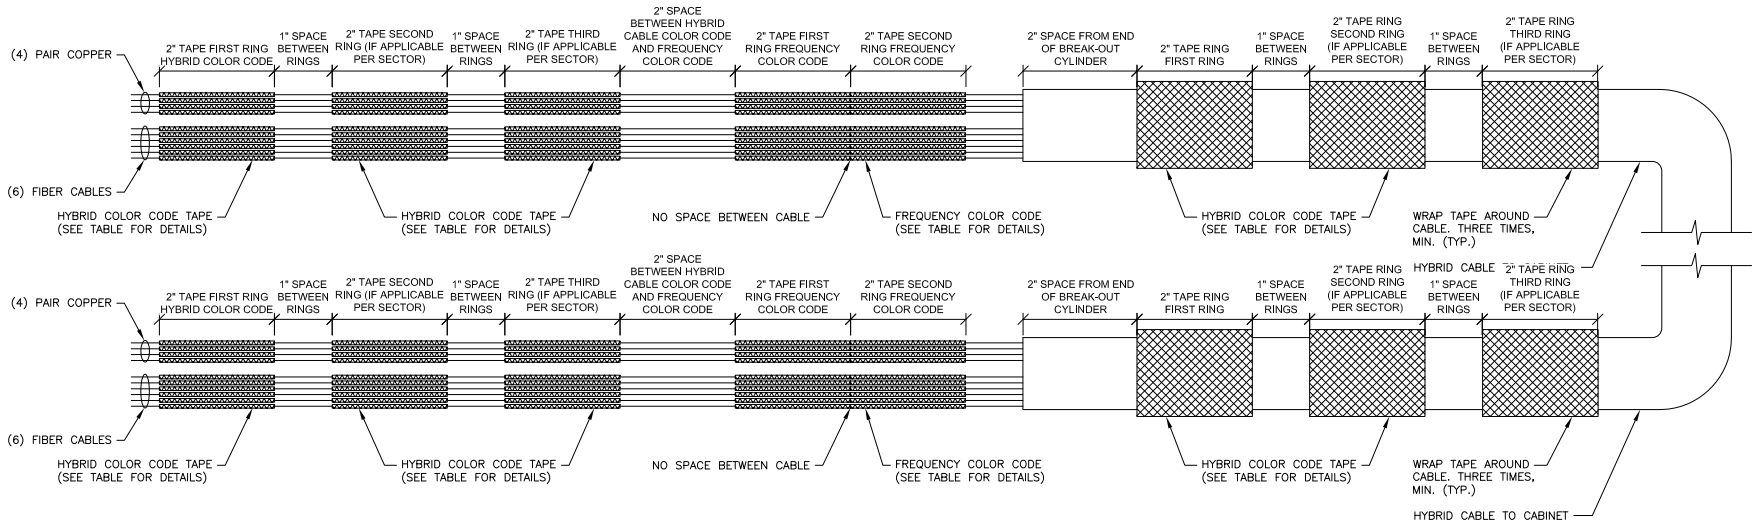 (4) PAIR COPPER
2" TAPE FIRST RING
HYBRID COLOR CODE
1" SPACE
BETWEEN
RINGS
2" TAPE SECOND
RING (IF APPLICABLE
PER SECTOR)
1" SPACE
BETWEEN
RINGS
2" TAPE THIRD
RING (IF APPLICABLE
PER SECTOR)
2" SPACE
BETWEEN HYBRID
CABLE COLOR CODE
AND FREQUENCY
COLOR CODE
2" TAPE FIRST
RING FREQUENCY
COLOR CODE
2" TAPE SECOND
RING FREQUENCY
COLOR CODE
2" SPACE FROM END
OF BREAK-OUT
CYLINDER
2" TAPE RING
FIRST RING
1" SPACE
BETWEEN
RINGS
2" TAPE RING
SECOND RING
(IF APPLICABLE
PER SECTOR)
1" SPACE
BETWEEN
RINGS
2" TAPE RING
THIRD RING
(IF APPLICABLE
PER SECTOR)
(6) FIBER CABLES
HYBRID COLOR CODE TAPE
(SEE TABLE FOR DETAILS)
HYBRID COLOR CODE TAPE
(SEE TABLE FOR DETAILS)
NO SPACE BETWEEN CABLE
FREQUENCY COLOR CODE
(SEE TABLE FOR DETAILS)
HYBRID COLOR CODE TAPE
(SEE TABLE FOR DETAILS)
WRAP TAPE AROUND
CABLE. THREE TIMES,
MIN. (TYP.)
HYBRID CABLE
(4) PAIR COPPER
2" TAPE FIRST RING
HYBRID COLOR CODE
1" SPACE
BETWEEN
RINGS
2" TAPE SECOND
RING (IF APPLICABLE
PER SECTOR)
1" SPACE
BETWEEN
RINGS
2" TAPE THIRD
RING (IF APPLICABLE
PER SECTOR)
2" SPACE
BETWEEN HYBRID
CABLE COLOR CODE
AND FREQUENCY
COLOR CODE
2" TAPE FIRST
RING FREQUENCY
COLOR CODE
2" TAPE SECOND
RING FREQUENCY
COLOR CODE
2" SPACE FROM END
OF BREAK-OUT
CYLINDER
2" TAPE RING
FIRST RING
1" SPACE
BETWEEN
RINGS
2" TAPE RING
SECOND RING
(IF APPLICABLE
PER SECTOR)
1" SPACE
BETWEEN
RINGS
2" TAPE RING
THIRD RING
(IF APPLICABLE
PER SECTOR)
(6) FIBER CABLES
HYBRID COLOR CODE TAPE
(SEE TABLE FOR DETAILS)
HYBRID COLOR CODE TAPE
(SEE TABLE FOR DETAILS)
NO SPACE BETWEEN CABLE
FREQUENCY COLOR CODE
(SEE TABLE FOR DETAILS)
HYBRID COLOR CODE TAPE
(SEE TABLE FOR DETAILS)
WRAP TAPE AROUND
CABLE. THREE TIMES,
MIN. (TYP.)
HYBRID CABLE TO CABINET